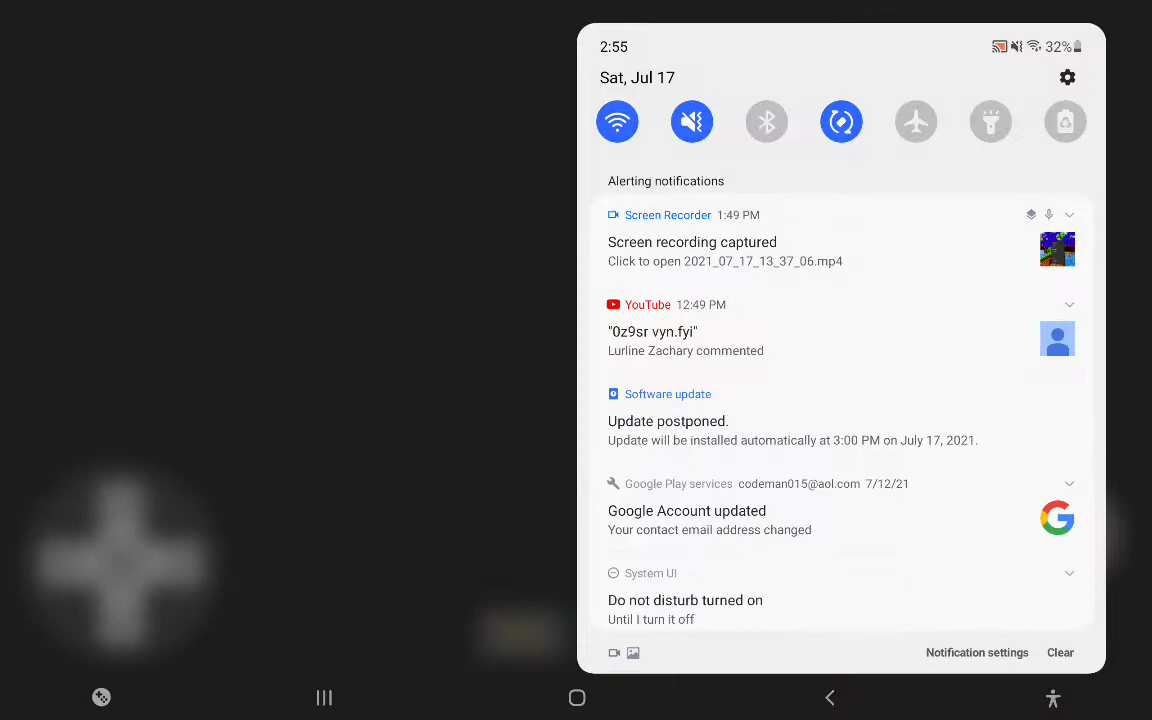 2:55
32%
Sat, Jul 17
Alerting notifications
Screen Recorder 1:49 PM
Screen recording captured
Click to open 2021_07_17_13_37_06.mp4
YouTube 12:49 PM
"0z9sr vyn.fyi"
Lurline Zachary commented
Software update
Update postponed.
Update will be installed automatically at 3:00 PM on July 17, 2021.
Google Play services codeman015@aol.com 7/12/21
Google Account updated
Your contact email address changed
System UI
Do not disturb turned on
Until I turn it off
Notification settings Clear